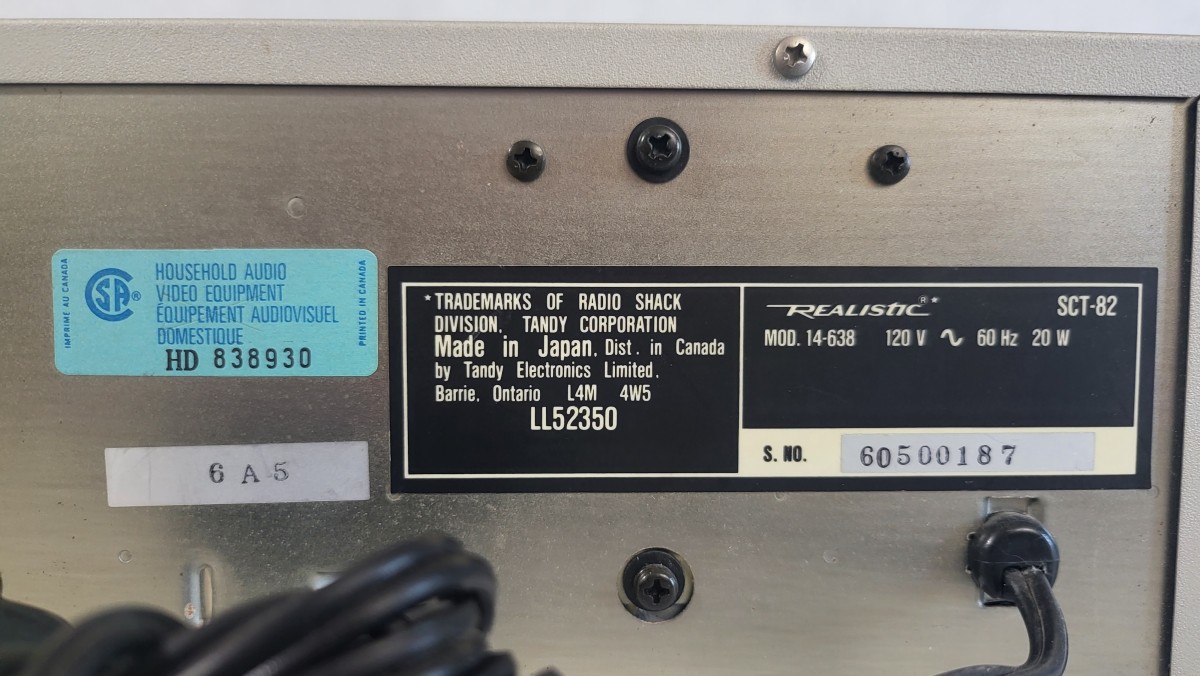 IMPRIMÉ AU CANADA
CSA®
HOUSEHOLD AUDIO
VIDEO EQUIPMENT
ÉQUIPEMENT AUDIOVISUEL
DOMESTIQUE
HD 838930
PRINTED IN CANADA
6 A 5
* TRADEMARKS OF RADIO SHACK
DIVISION, TANDY CORPORATION
Made in Japan. Dist. in Canada
by Tandy Electronics Limited.
Barrie. Ontario L4M 4W5
LL52350
REALISTIC®* SCT-82
MOD. 14-638 120 V ∿ 60 Hz 20 W
S. NO. 60500187